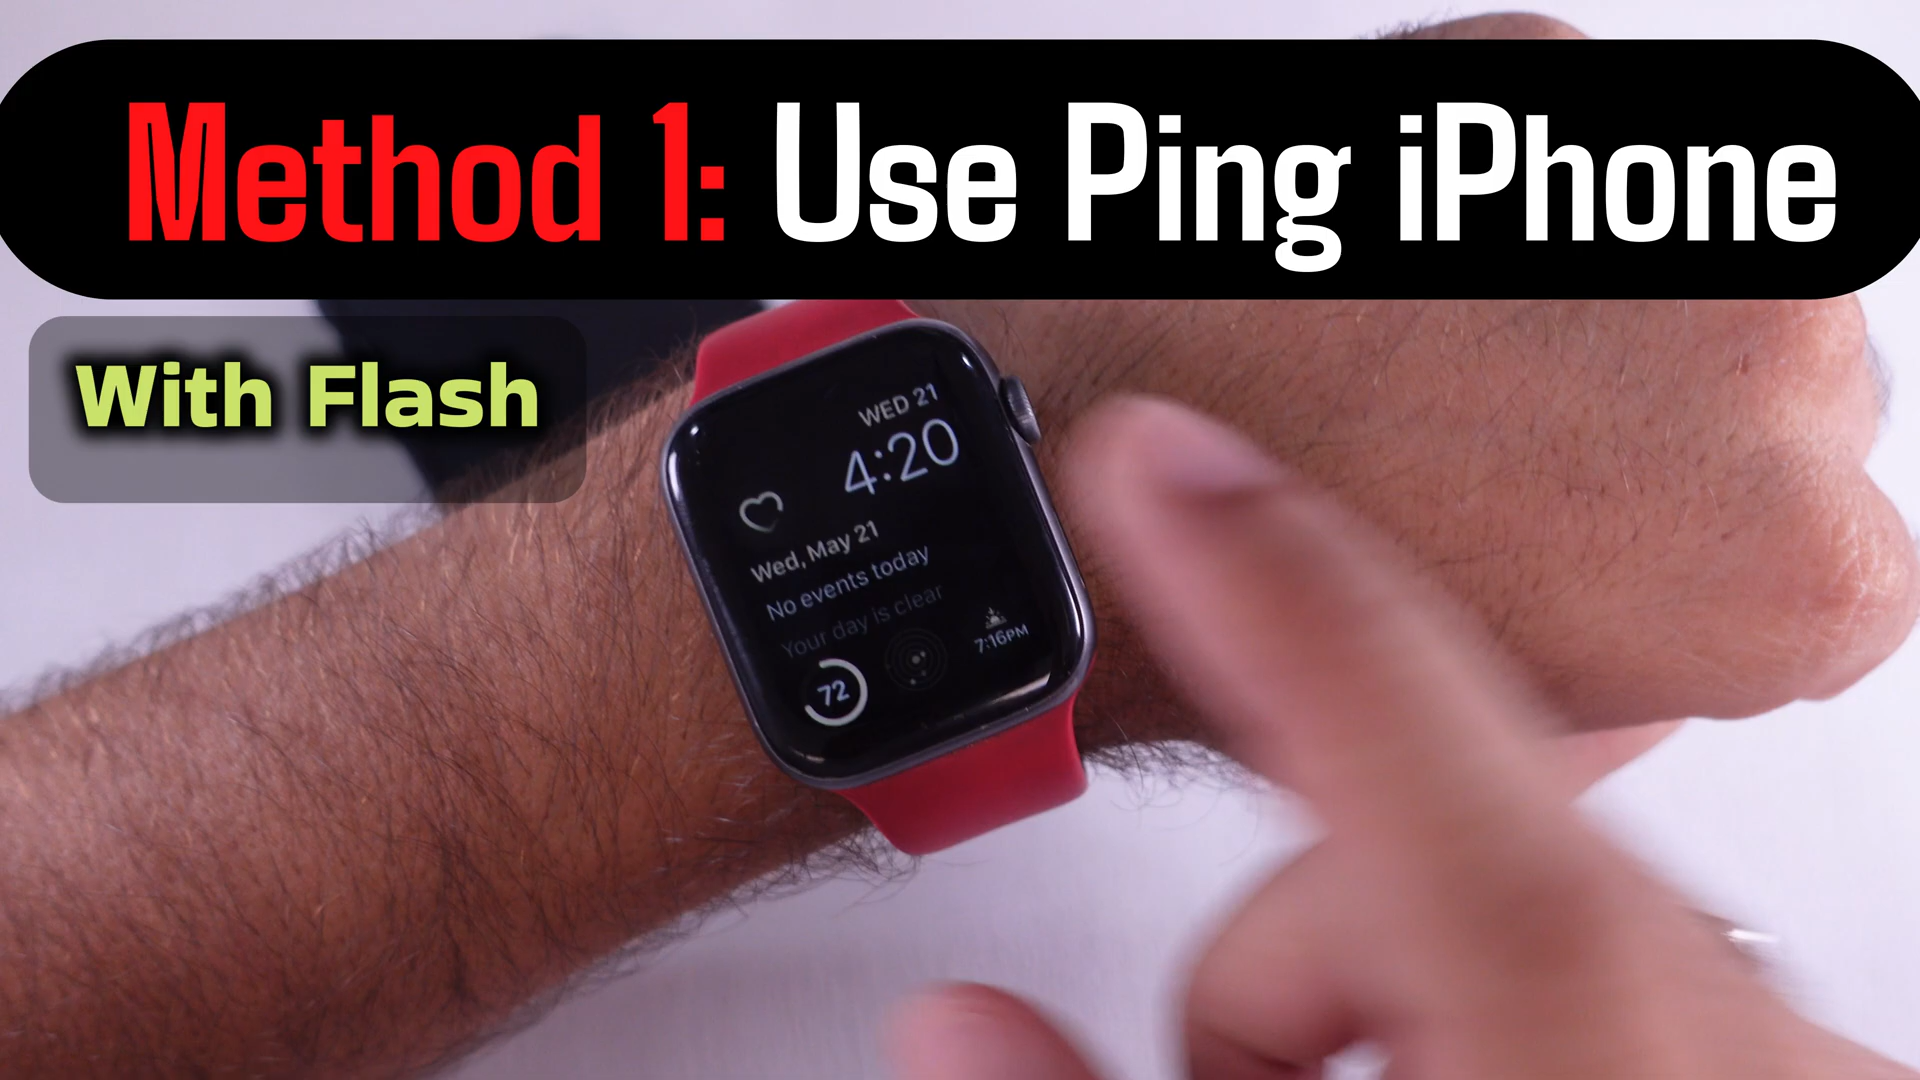 Method 1: Use Ping iPhone
With Flash
WED 21
4:20
Wed, May 21
No events today
Your day is clear
72
7:16PM